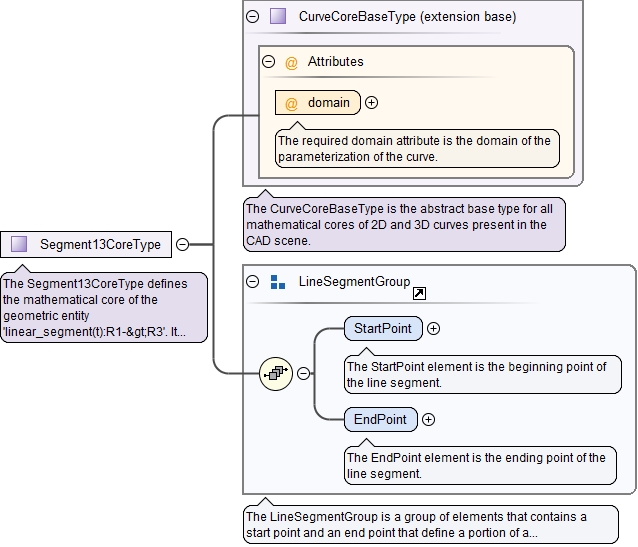 CurveCoreBaseType (extension base)
@ Attributes
@ domain
The required domain attribute is the domain of the
parameterization of the curve.
The CurveCoreBaseType is the abstract base type for all
mathematical cores of 2D and 3D curves present in the
CAD scene.
Segment13CoreType
The Segment13CoreType defines
the mathematical core of the
geometric entity
'linear_segment(t):R1-&gt;R3'. It...
LineSegmentGroup
StartPoint
The StartPoint element is the beginning point of
the line segment.
EndPoint
The EndPoint element is the ending point of the
line segment.
The LineSegmentGroup is a group of elements that contains a
start point and an end point that define a portion of a...